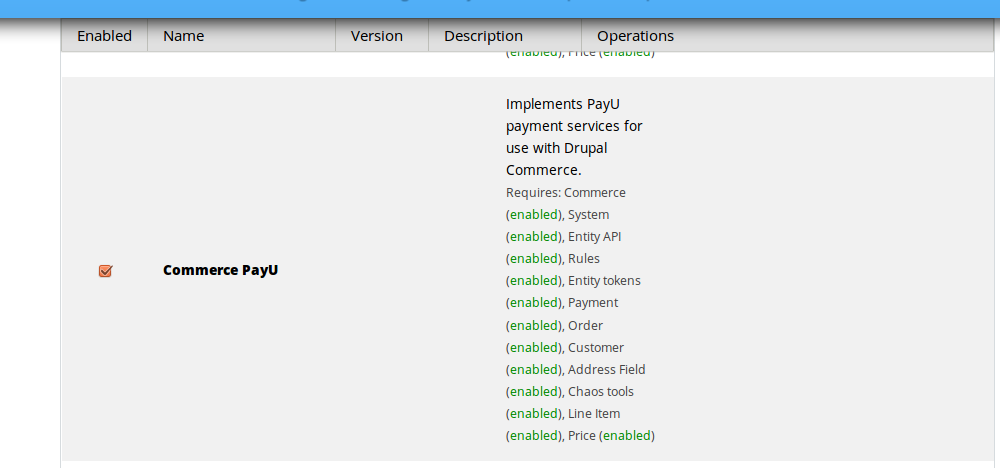 Enabled Name Version Description Operations
(enabled), Price (enabled)
Implements PayU
payment services for
use with Drupal
Commerce.
Requires: Commerce
(enabled), System
(enabled), Entity API
(enabled), Rules
(enabled), Entity tokens
Commerce PayU
(enabled), Payment
(enabled), Order
(enabled), Customer
(enabled), Address Field
(enabled), Chaos tools
(enabled), Line Item
(enabled), Price (enabled)